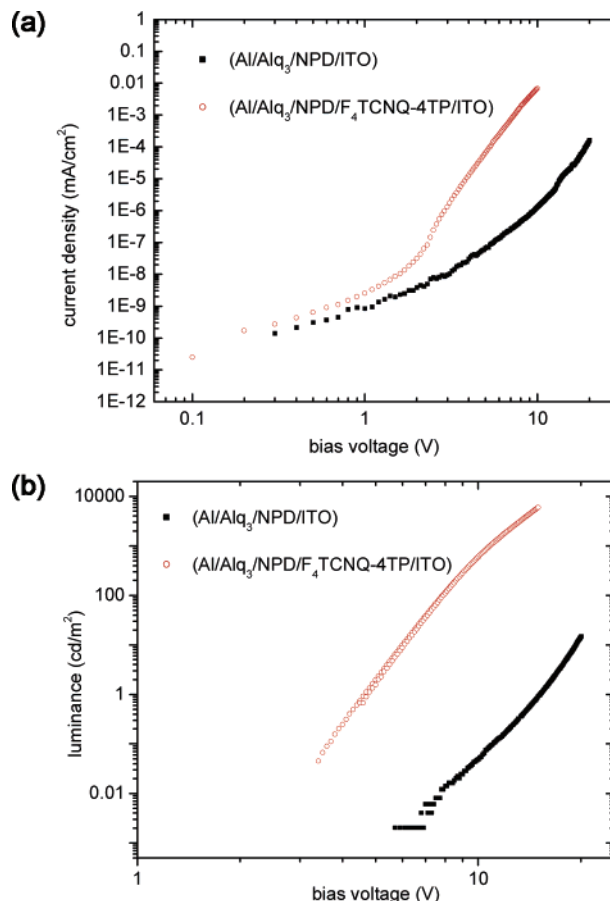 (a)
1
0.1
0.01
1E-3
1E-4
1E-5
1E-6
1E-7
1E-8
1E-9
1E-10
1E-11
1E-12
current density (mA/cm²)
(Al/Alq₃/NPD/ITO)
(Al/Alq₃/NPD/F₄TCNQ-4TP/ITO)
0.1
1
10
bias voltage (V)
(b)
10000
100
1
0.01
luminance (cd/m²)
(Al/Alq₃/NPD/ITO)
(Al/Alq₃/NPD/F₄TCNQ-4TP/ITO)
1
10
bias voltage (V)